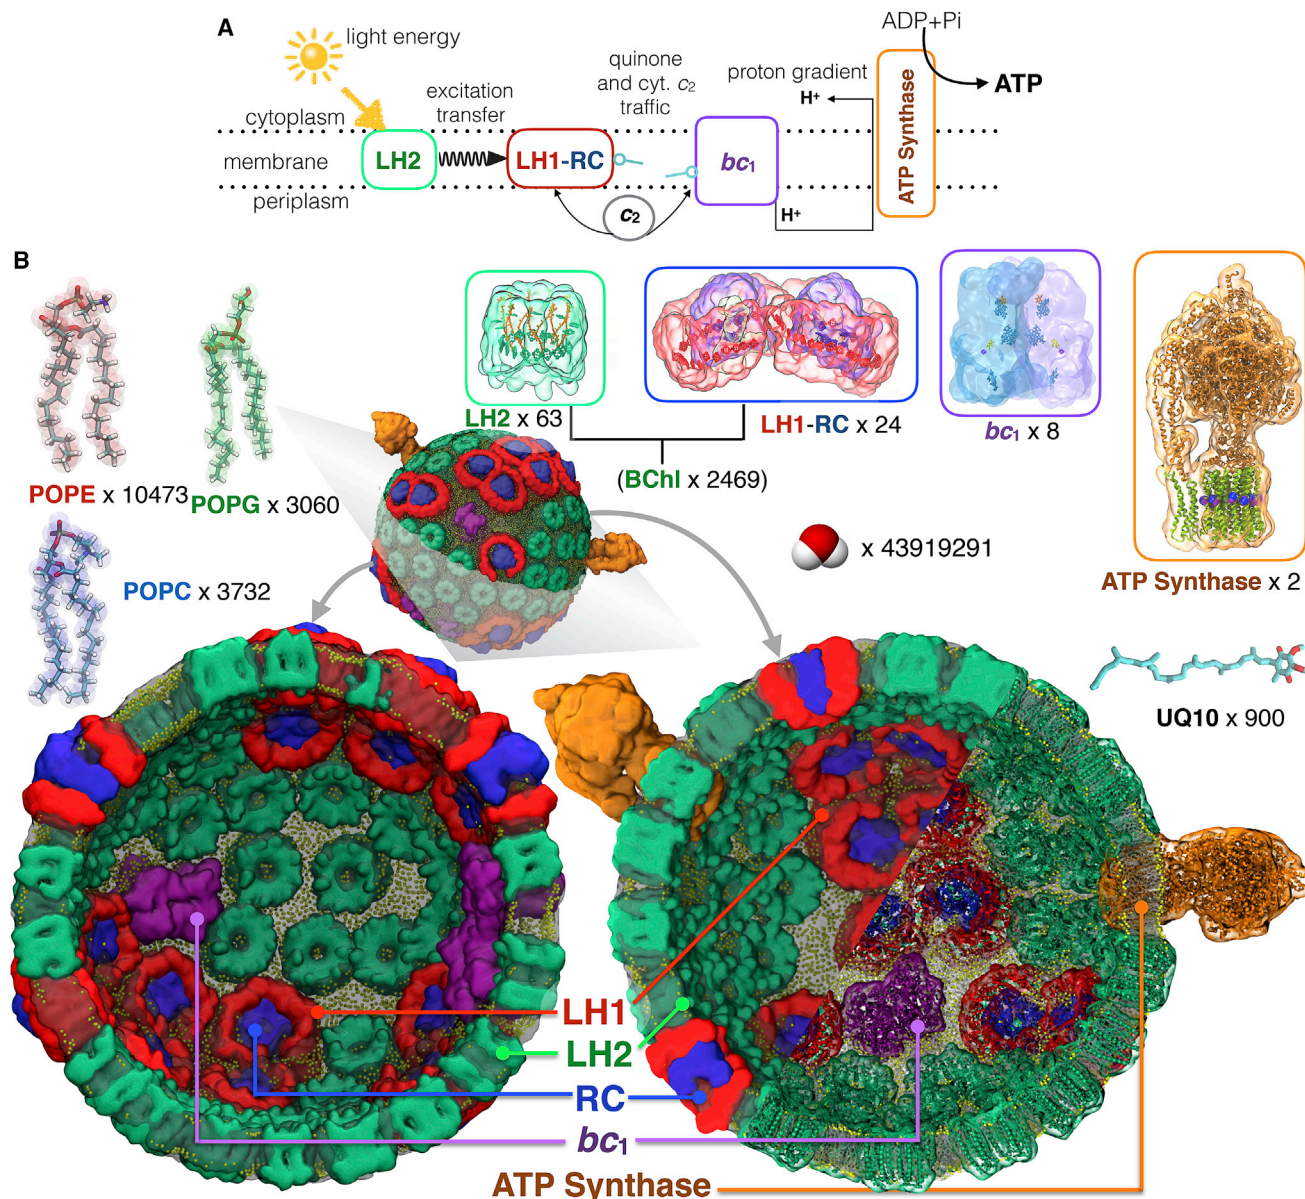 A
light energy
ADP+Pi
quinone
and cyt. c₂
traffic
proton gradient
H⁺
ATP
excitation
transfer
cytoplasm
membrane
periplasm
LH2
LH1-RC
bc₁
ATP Synthase
c₂
H⁺
B
LH2 x 63
LH1-RC x 24
bc₁ x 8
(BChl x 2469)
POPE x 10473
POPG x 3060
POPC x 3732
x 43919291
ATP Synthase x 2
UQ10 x 900
LH1
LH2
RC
bc₁
ATP Synthase